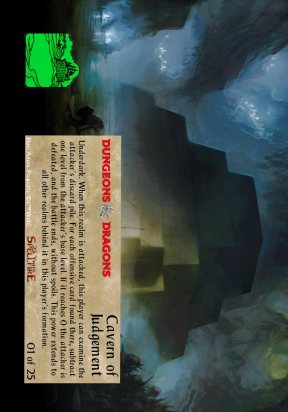 Cavern of
Judgement
DUNGEONS & DRAGONS
Underdark. When this realm is attacked, this player can examine the
attacker's discard pile. For each offensive card found there, subtract
one level from the attacker's base level. If it reaches 0 the attacker is
defeated, and the battle ends, without spoils. This power extends to
all other realms behind it in this player's formation.
SPELLFIRE
01 of 25